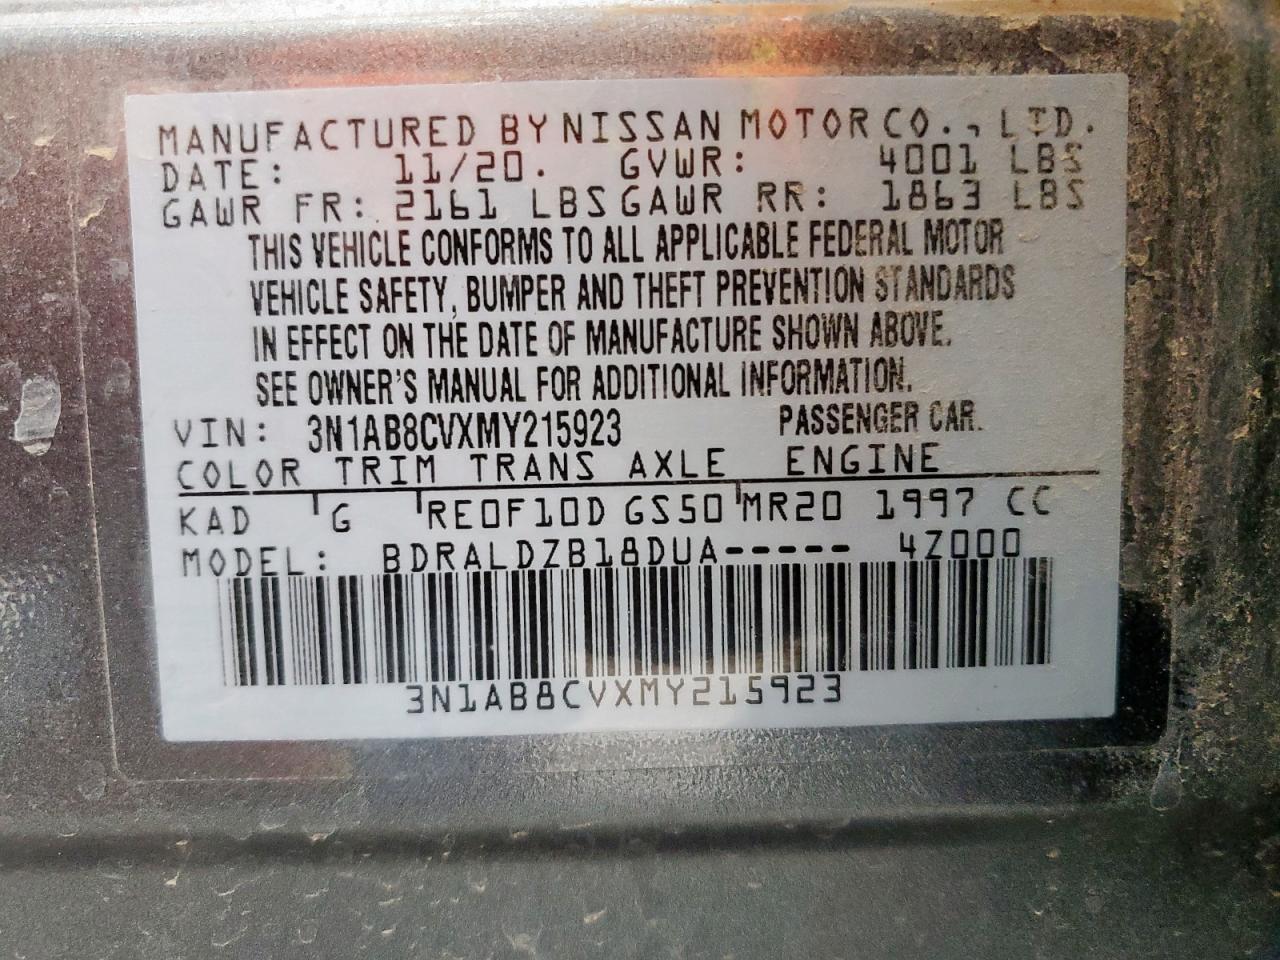 MANUFACTURED BY NISSAN MOTOR CO., LTD.
DATE: 11/20. GVWR: 4001 LBS
GAWR FR: 2161 LBS GAWR RR: 1863 LBS
THIS VEHICLE CONFORMS TO ALL APPLICABLE FEDERAL MOTOR
VEHICLE SAFETY, BUMPER AND THEFT PREVENTION STANDARDS
IN EFFECT ON THE DATE OF MANUFACTURE SHOWN ABOVE.
SEE OWNER'S MANUAL FOR ADDITIONAL INFORMATION.
VIN: 3N1AB8CVXMY215923 PASSENGER CAR.
COLOR TRIM TRANS AXLE ENGINE
KAD G RE0F10D GS50 MR20 1997 CC
MODEL: BDRALDZB18DUA----- 4Z000
3N1AB8CVXMY215923